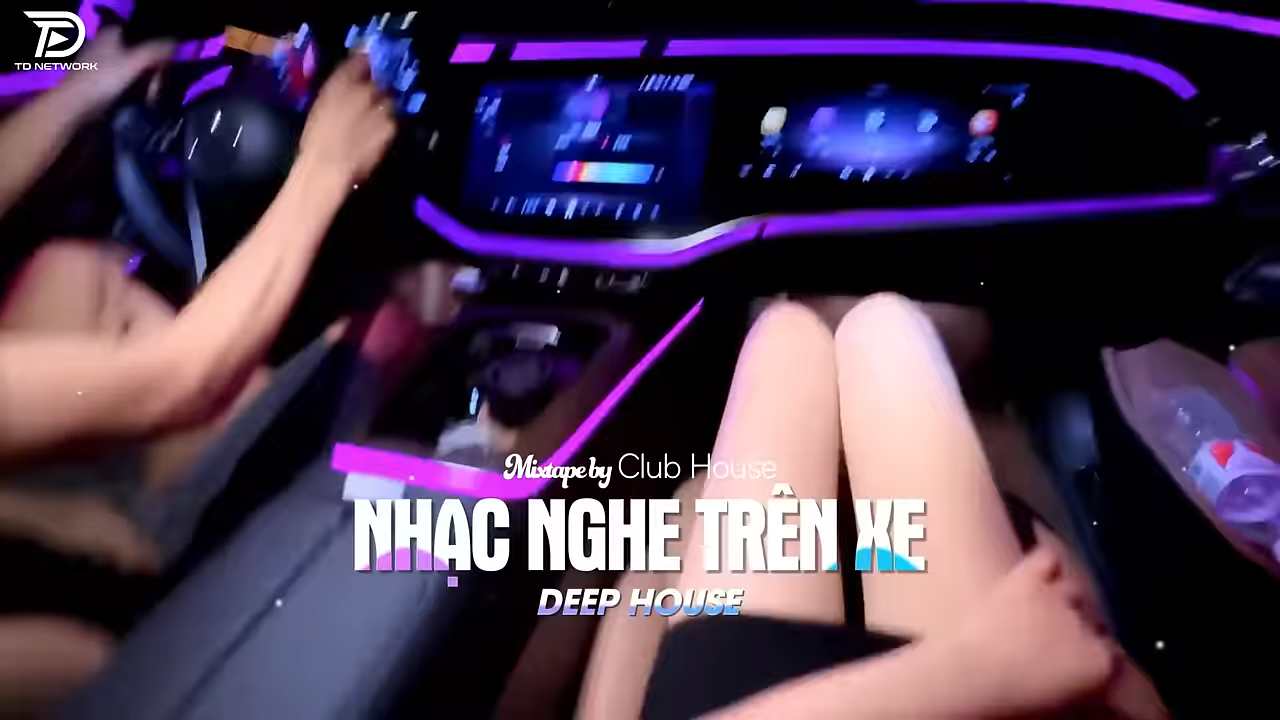 TD NETWORK
Mixtape by Club House
NHẠC NGHE TRÊN XE
DEEP HOUSE